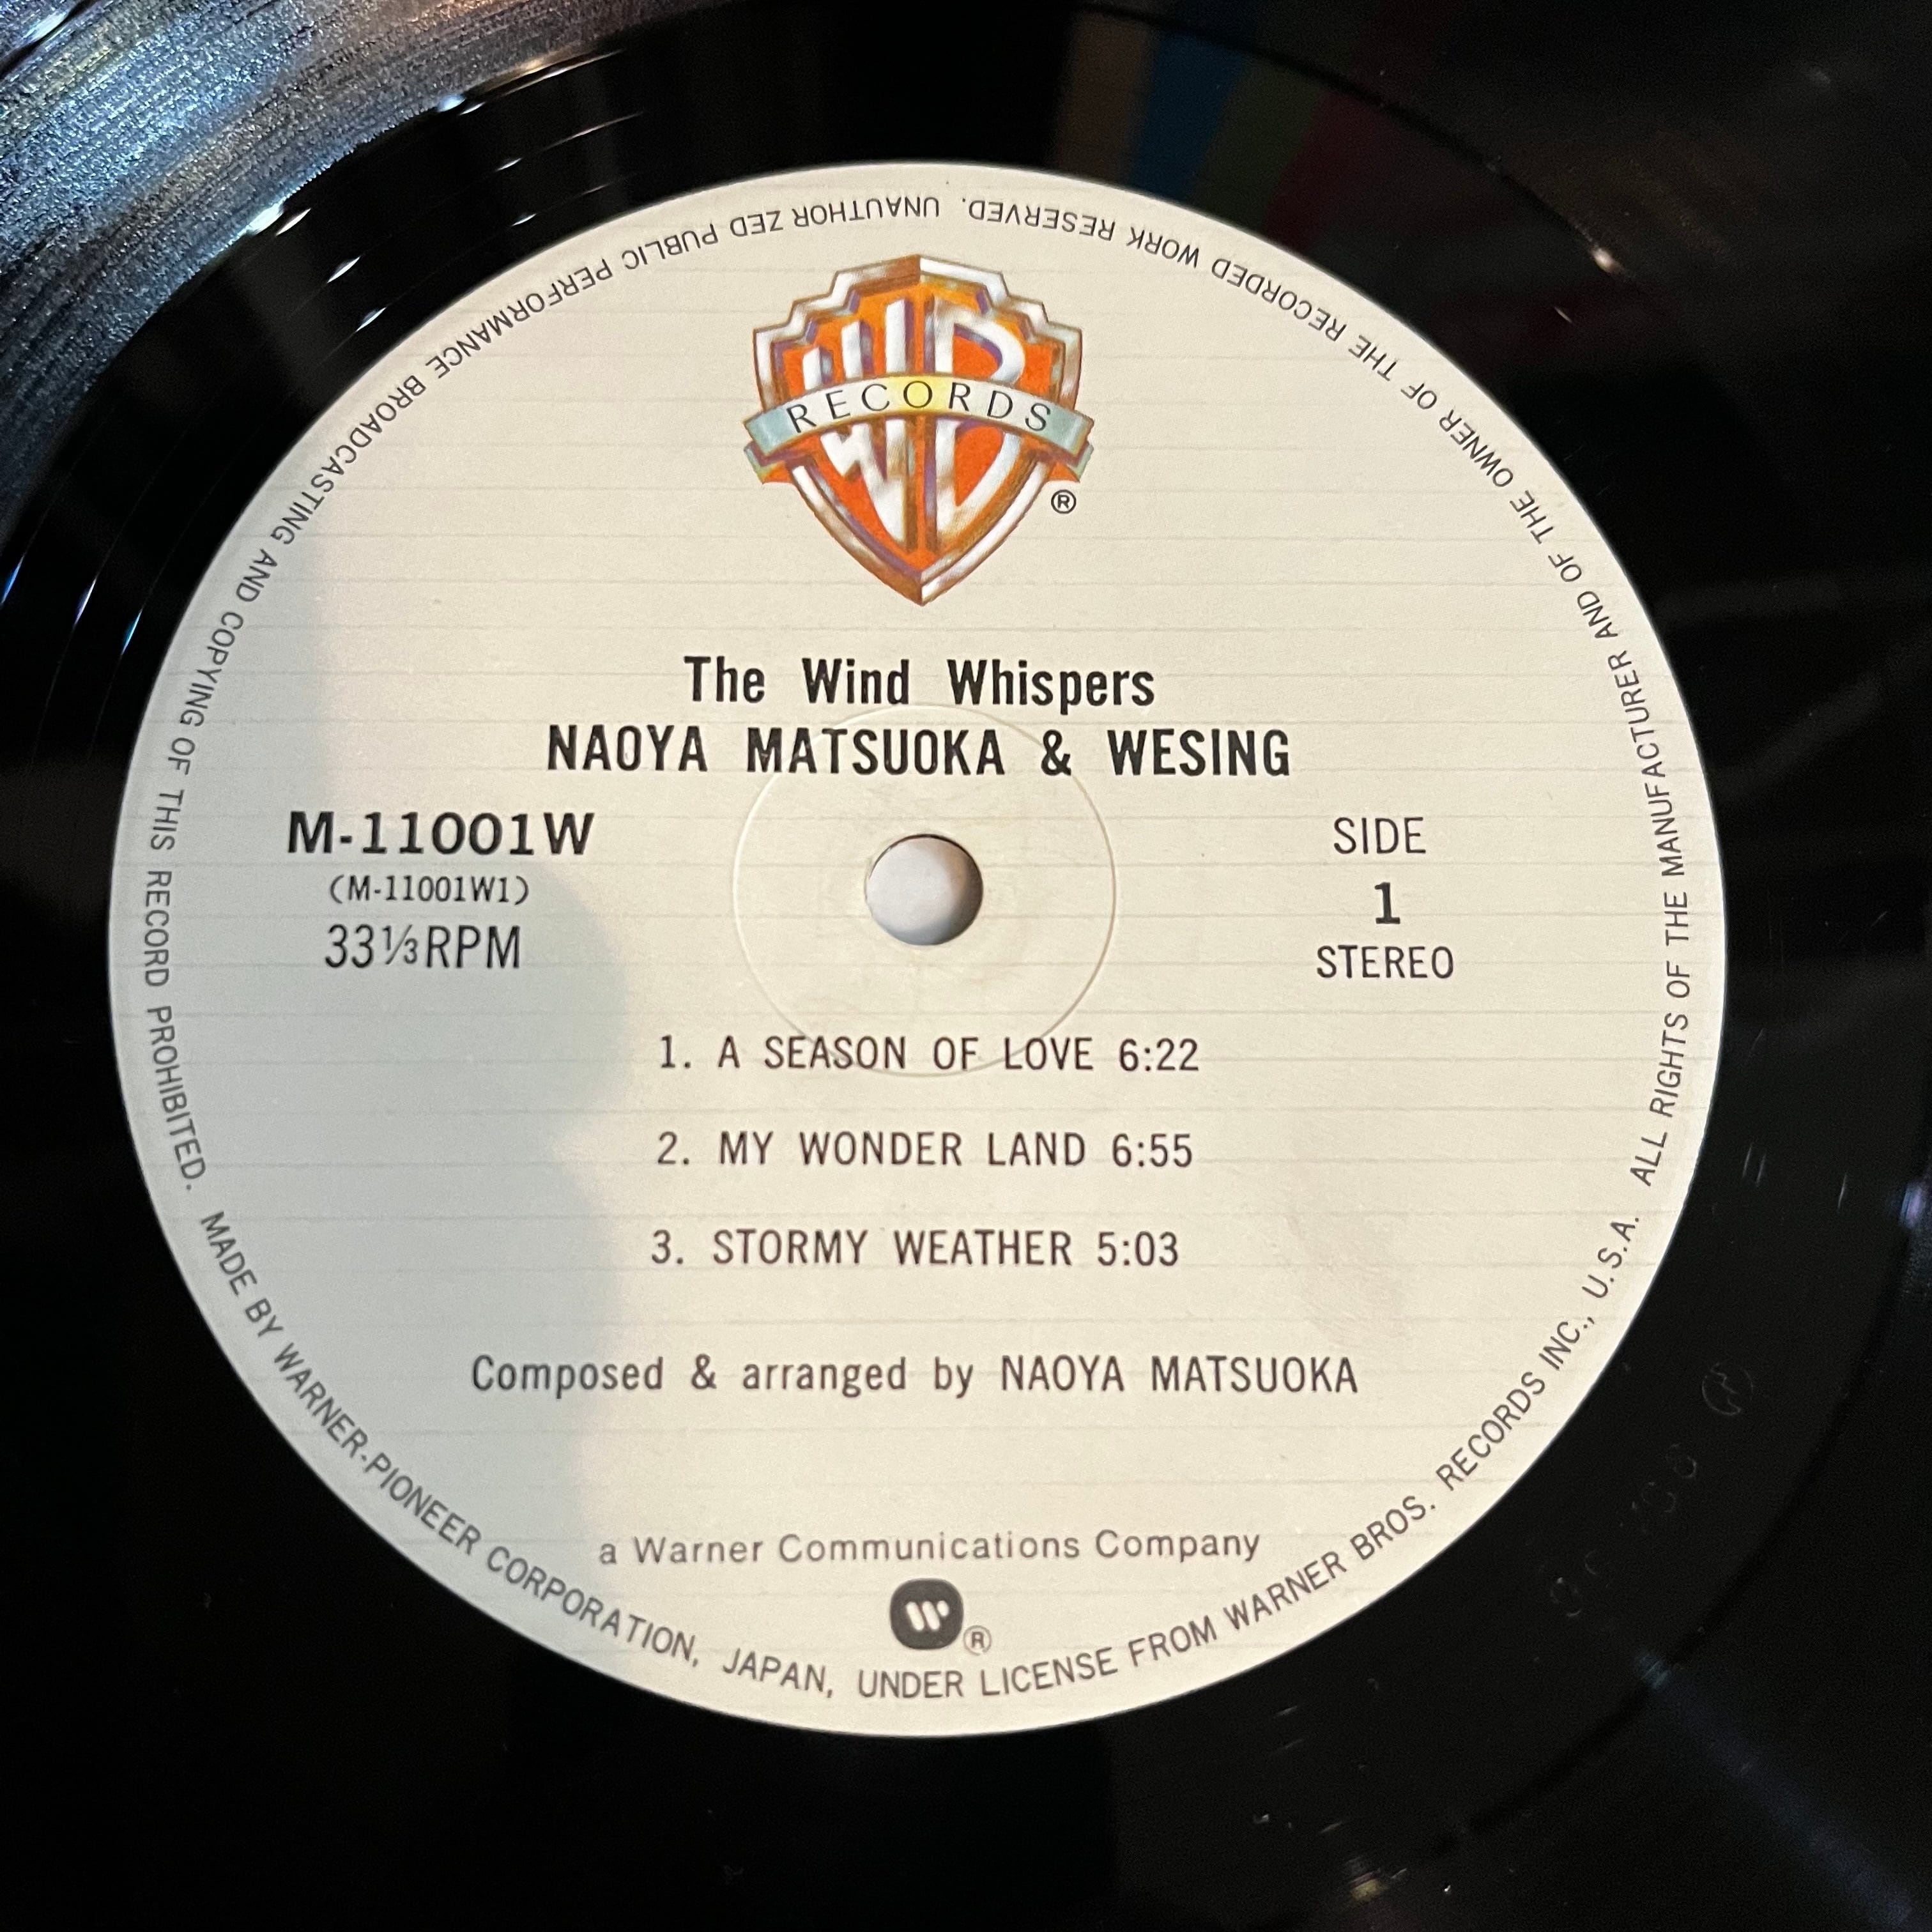 WB
RECORDS
®
The Wind Whispers
NAOYA MATSUOKA & WESING
M-11001W
(M-11001W1)
33⅓RPM
SIDE
1
STEREO
1. A SEASON OF LOVE 6:22
2. MY WONDER LAND 6:55
3. STORMY WEATHER 5:03
Composed & arranged by NAOYA MATSUOKA
a Warner Communications Company
®
MADE BY WARNER-PIONEER CORPORATION, JAPAN, UNDER LICENSE FROM WARNER BROS. RECORDS INC., U.S.A. ALL RIGHTS OF THE MANUFACTURER AND OF THE OWNER OF THE RECORDED WORK RESERVED. UNAUTHOR ZED PUBLIC PERFORMANCE BROADCASTING AND COPYING OF THIS RECORD PROHIBITED.